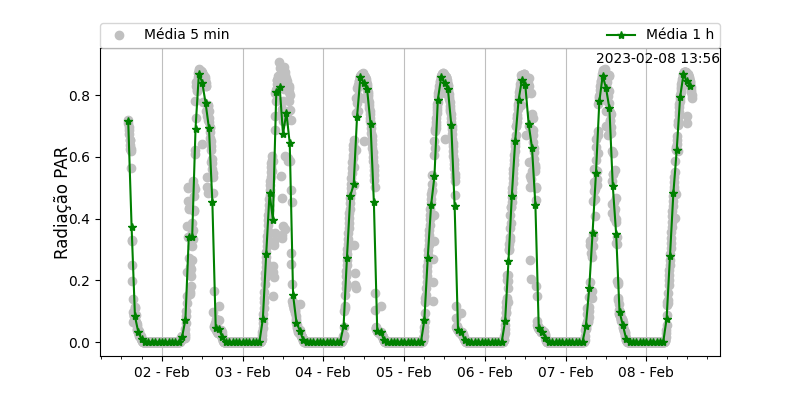 Média 5 min
Média 1 h
2023-02-08 13:56
Radiação PAR
0.8
0.6
0.4
0.2
0.0
02 - Feb
03 - Feb
04 - Feb
05 - Feb
06 - Feb
07 - Feb
08 - Feb